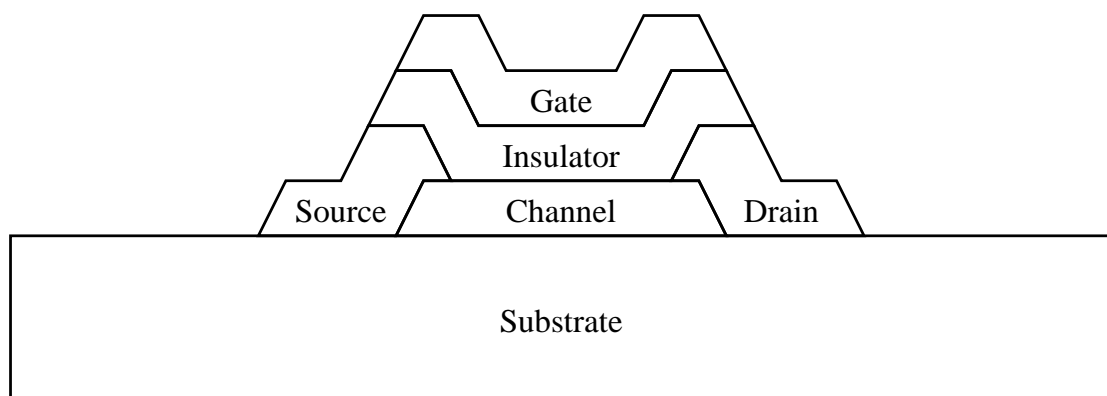 Gate
Insulator
Source Channel Drain
Substrate